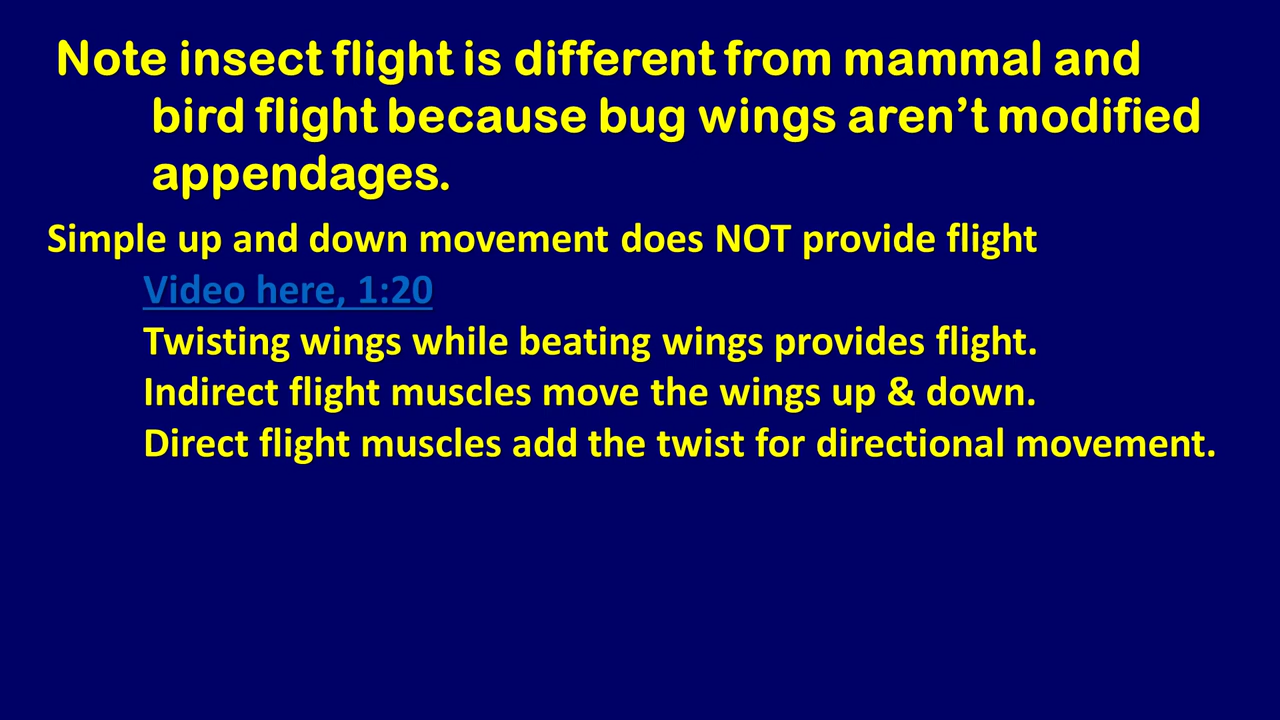 Note insect flight is different from mammal and
bird flight because bug wings aren’t modified
appendages.
Simple up and down movement does NOT provide flight
Video here, 1:20
Twisting wings while beating wings provides flight.
Indirect flight muscles move the wings up & down.
Direct flight muscles add the twist for directional movement.